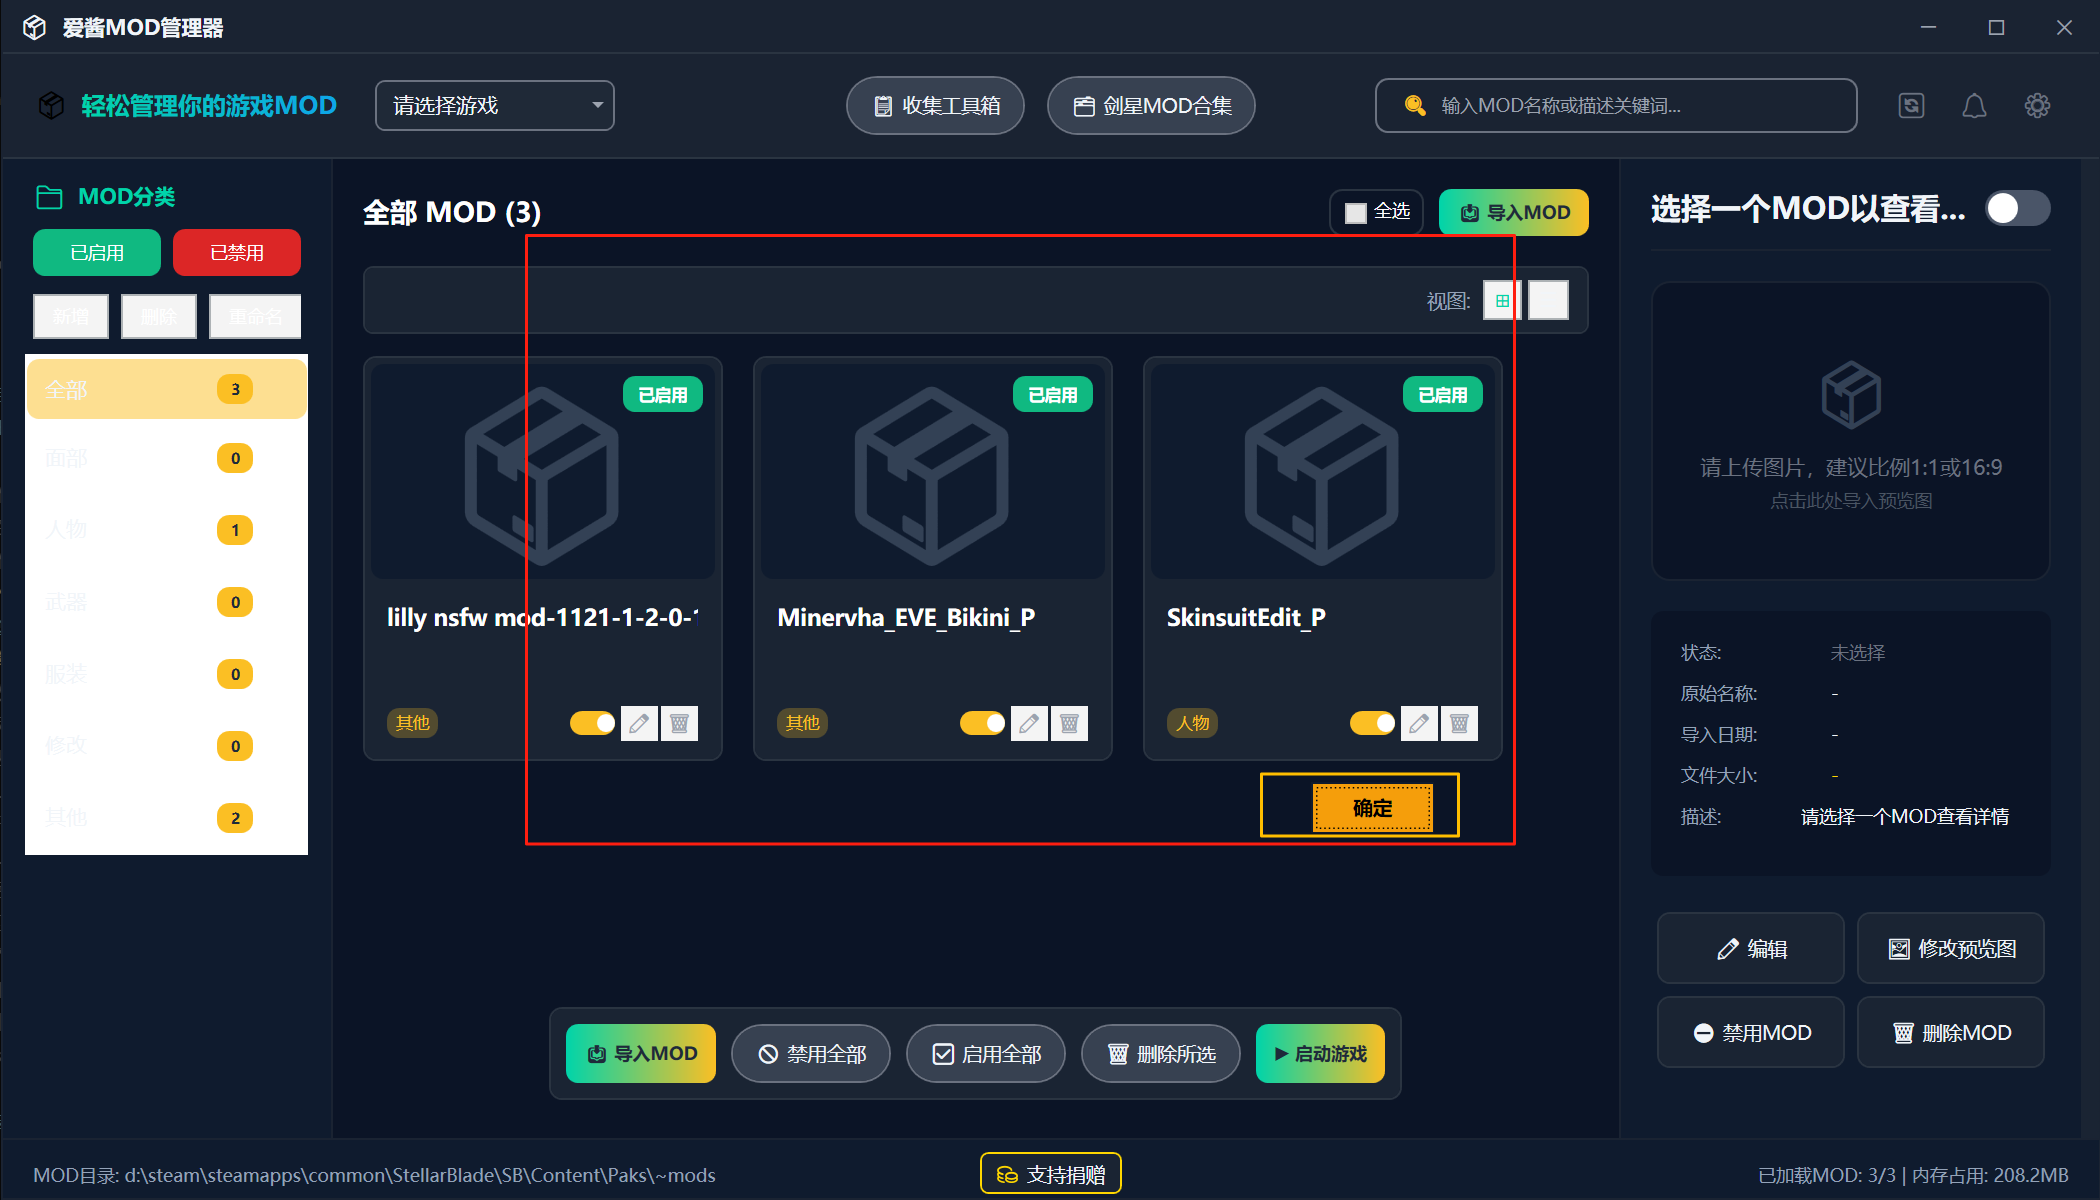 爱酱MOD管理器
轻松管理你的游戏MOD
请选择游戏
收集工具箱
剑星MOD合集
输入MOD名称或描述关键词...
MOD分类
已启用
已禁用
新增
删除
重命名
全部 3
面部 0
人物 1
武器 0
服装 0
修改 0
其他 2
全部 MOD (3)
全选
导入MOD
视图:
已启用
lilly nsfw mod-1121-1-2-0-1
其他
已启用
Minervha_EVE_Bikini_P
其他
已启用
SkinsuitEdit_P
人物
确定
导入MOD
禁用全部
启用全部
删除所选
启动游戏
选择一个MOD以查看...
请上传图片，建议比例1:1或16:9
点击此处导入预览图
状态: 未选择
原始名称: -
导入日期: -
文件大小: -
描述: 请选择一个MOD查看详情
编辑
修改预览图
禁用MOD
删除MOD
MOD目录: d:\steam\steamapps\common\StellarBlade\SB\Content\Paks\~mods
支持捐赠
已加载MOD: 3/3 | 内存占用: 208.2MB